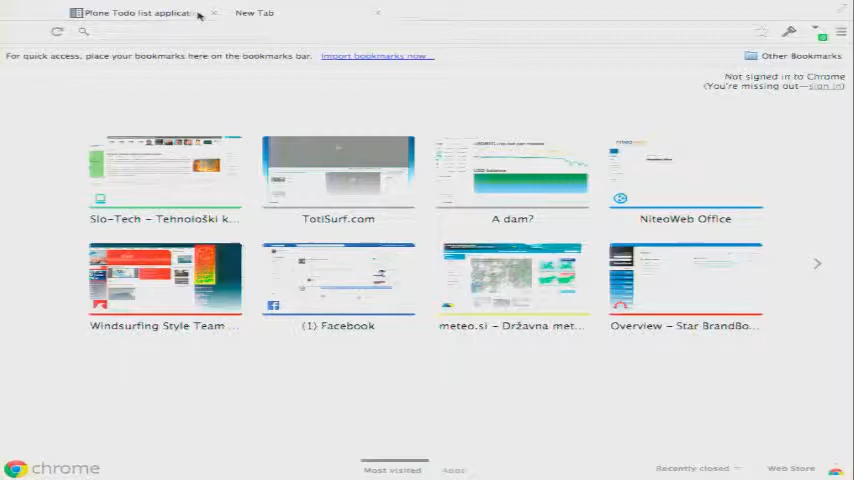 Plone Todo list applicati
New Tab
For quick access, place your bookmarks here on the bookmarks bar. Import bookmarks now...
Other Bookmarks
Not signed in to Chrome
(You're missing out—sign in)
Slo-Tech - Tehnološki k...
TotiSurf.com
A dam?
NiteoWeb Office
Windsurfing Style Team ...
(1) Facebook
meteo.si - Državna met...
Overview - Star BrandBo...
chrome
Most visited
Apps
Recently closed
Web Store